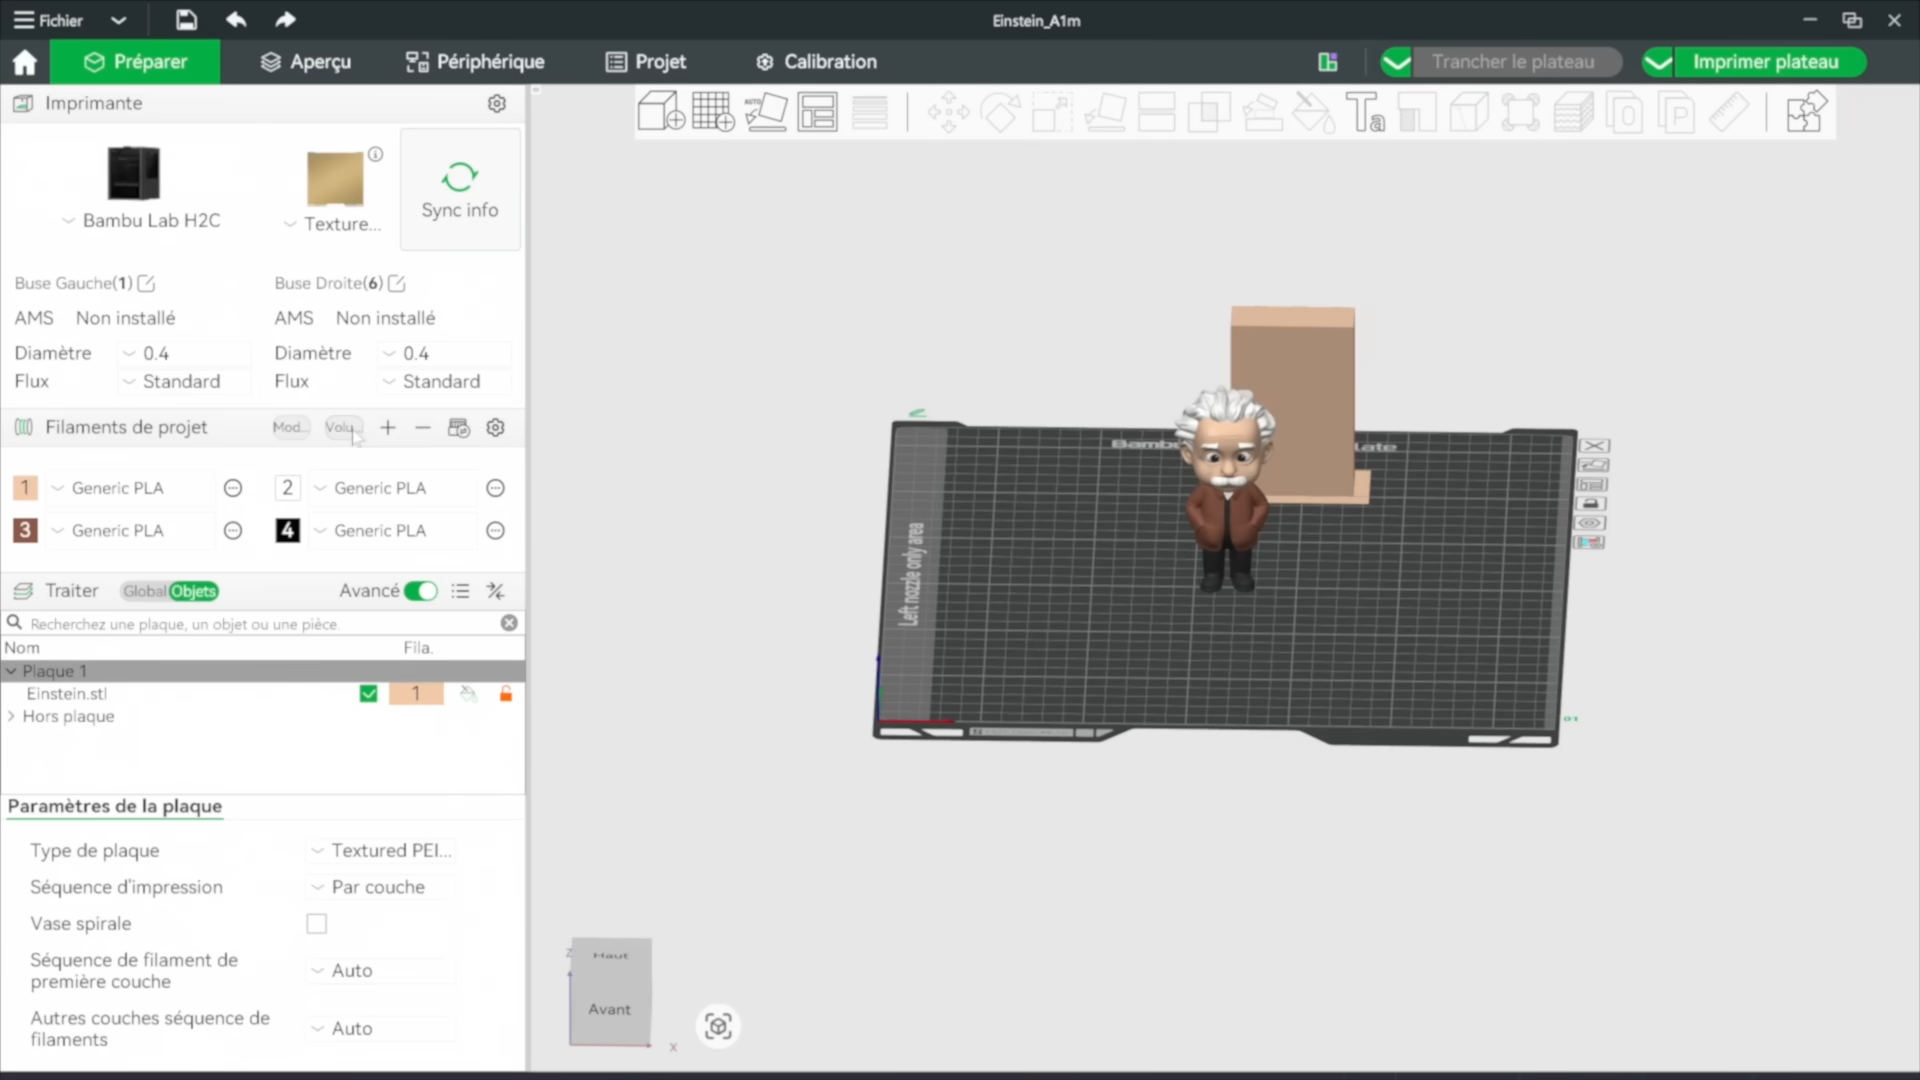 Fichier
Einstein_A1m
Préparer
Aperçu
Périphérique
Projet
Calibration
Trancher le plateau
Imprimer plateau
Imprimante
AUTO
Ta
Bambu Lab H2C
Texture...
Sync info
Buse Gauche(1)
Buse Droite(6)
AMS Non installé
AMS Non installé
Diamètre 0.4
Diamètre 0.4
Flux Standard
Flux Standard
Filaments de projet
Mod...
Volu...
1 Generic PLA
2 Generic PLA
3 Generic PLA
4 Generic PLA
Traiter
Global Objets
Avancé
Recherchez une plaque, un objet ou une pièce.
Nom
Fila.
Plaque 1
Einstein.stl
1
Hors plaque
Paramètres de la plaque
Type de plaque
Textured PEI...
Séquence d'impression
Par couche
Vase spirale
Séquence de filament de
première couche
Auto
Autres couches séquence de
filaments
Auto
Left nozzle only area
01
Z
Haut
Avant
X